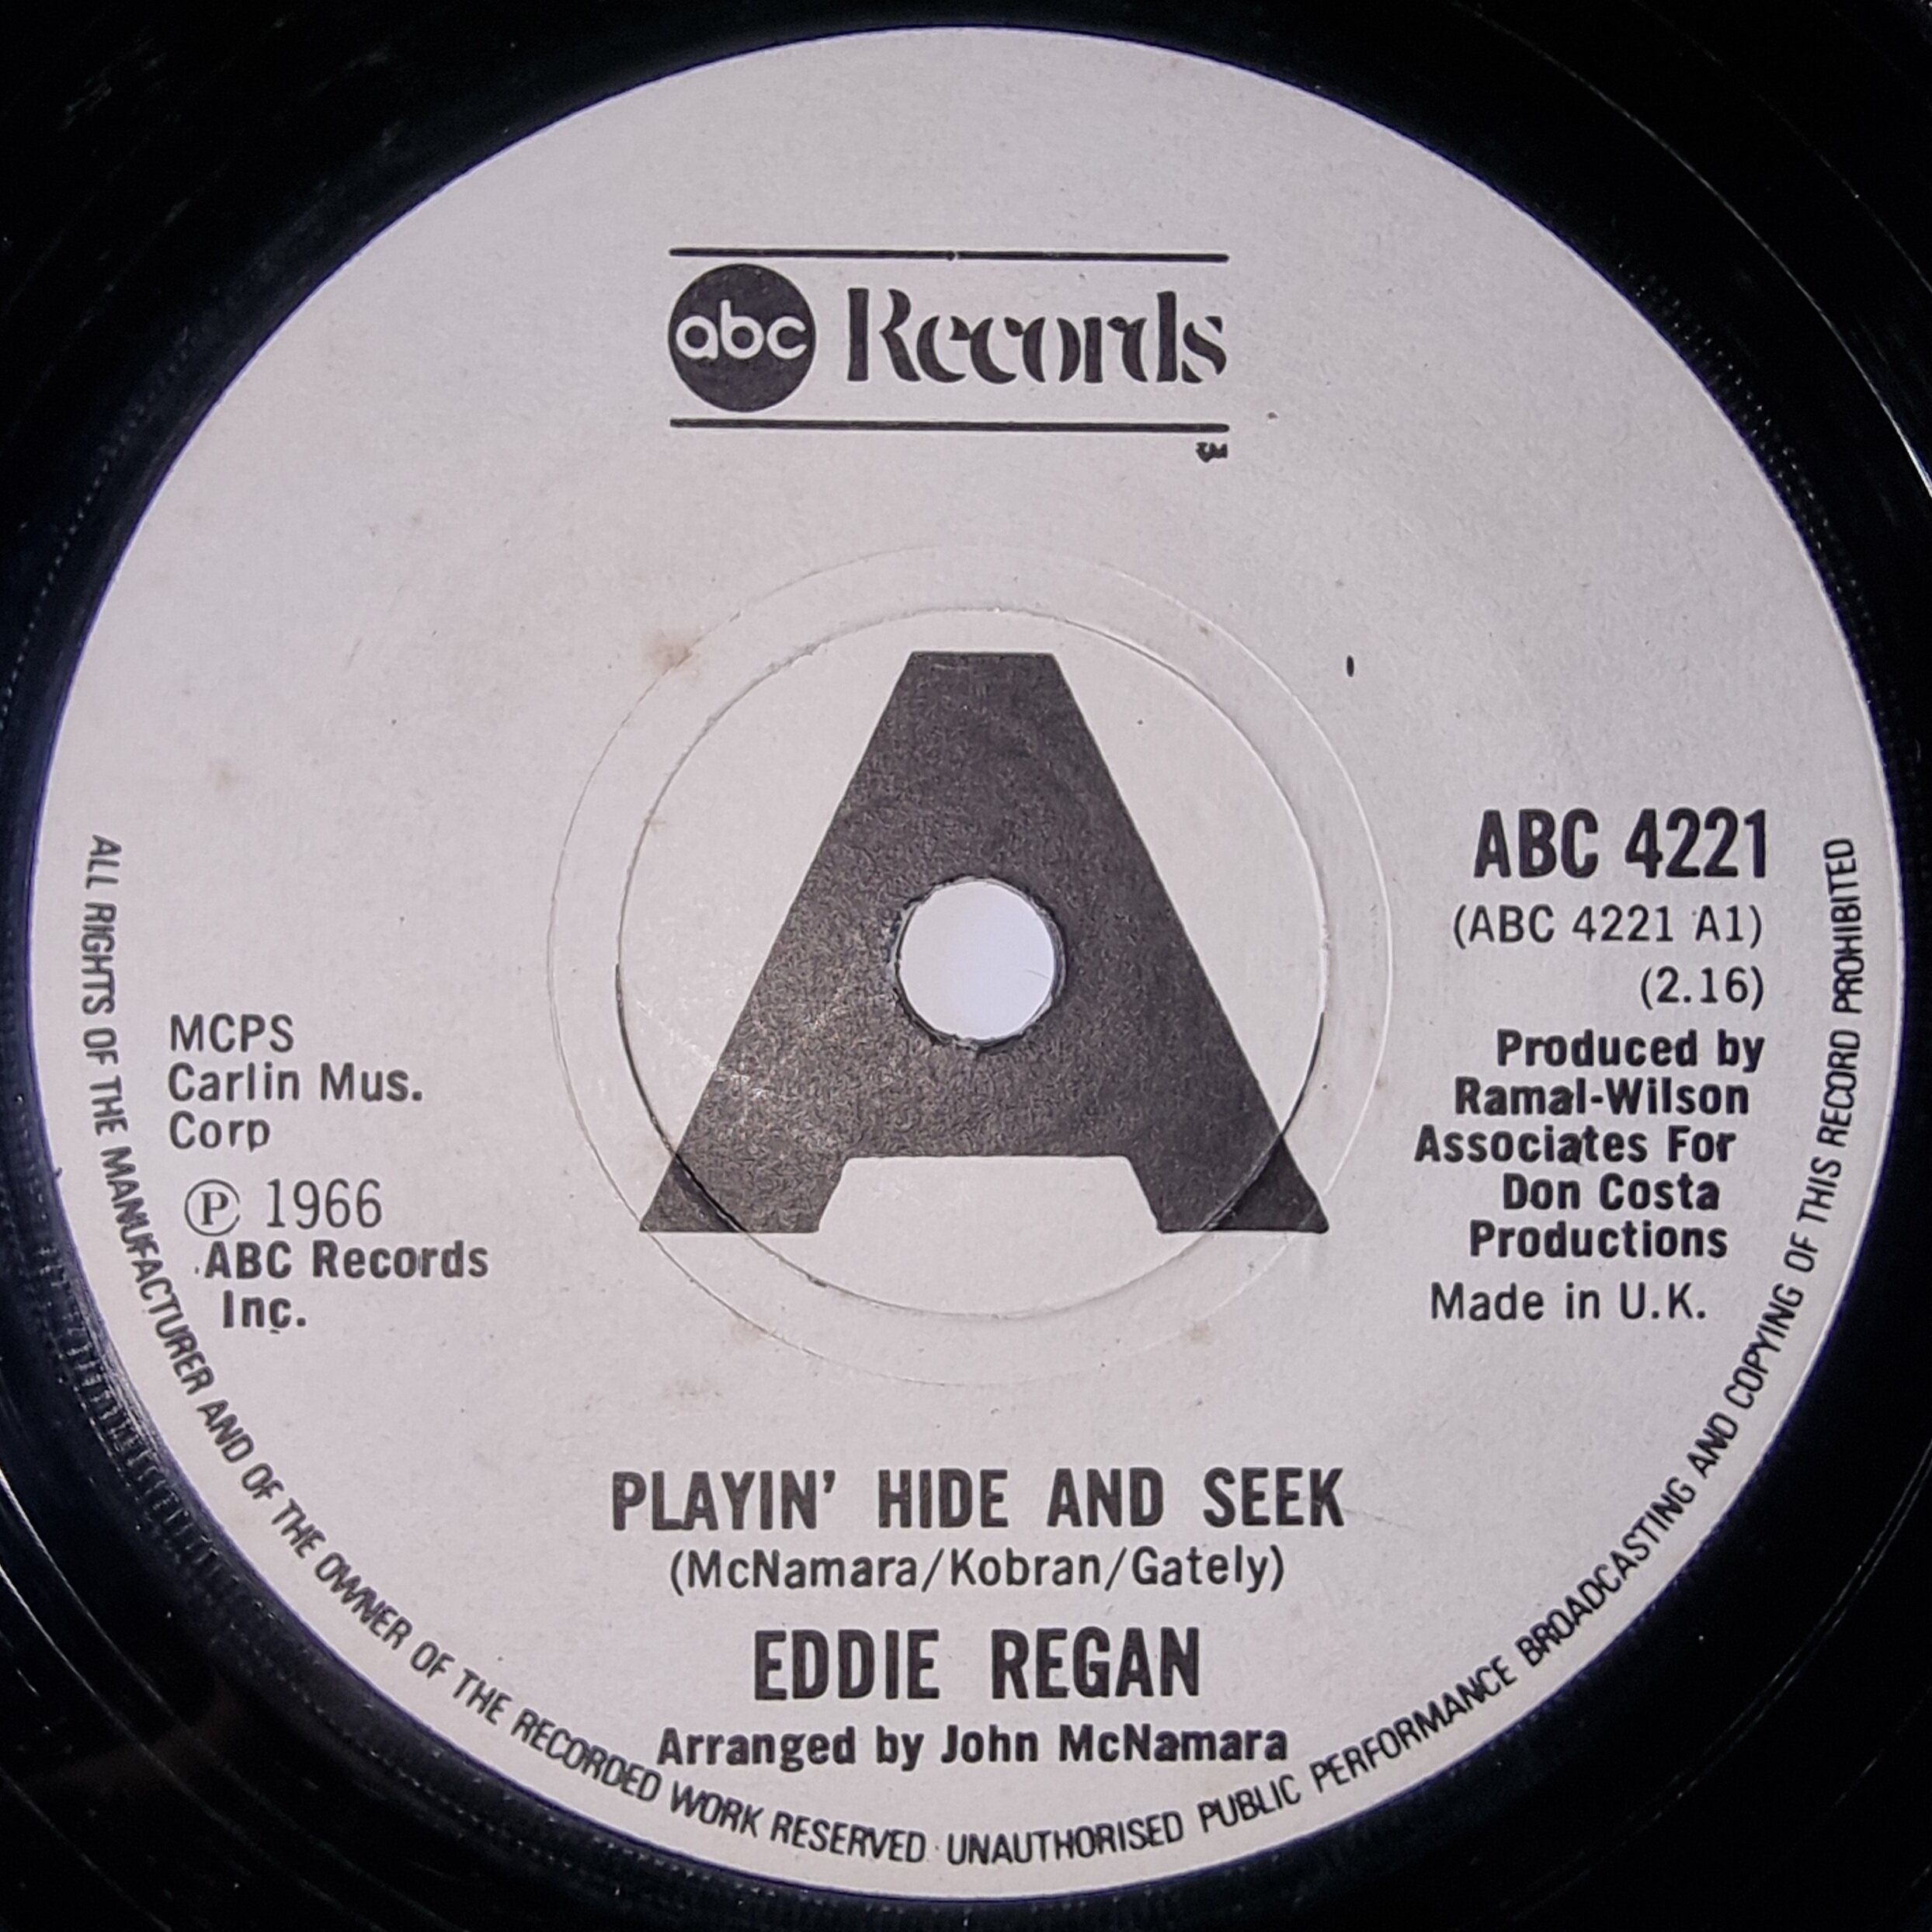 abc Records
TM
A
ABC 4221
(ABC 4221 A1)
(2.16)
Produced by
Ramal-Wilson
Associates For
Don Costa
Productions
Made in U.K.
MCPS
Carlin Mus.
Corp
Ⓟ 1966
ABC Records
Inc.
PLAYIN' HIDE AND SEEK
(McNamara/Kobran/Gately)
EDDIE REGAN
Arranged by John McNamara
ALL RIGHTS OF THE MANUFACTURER AND OF THE OWNER OF THE RECORDED WORK RESERVED · UNAUTHORISED PUBLIC PERFORMANCE BROADCASTING AND COPYING OF THIS RECORD PROHIBITED